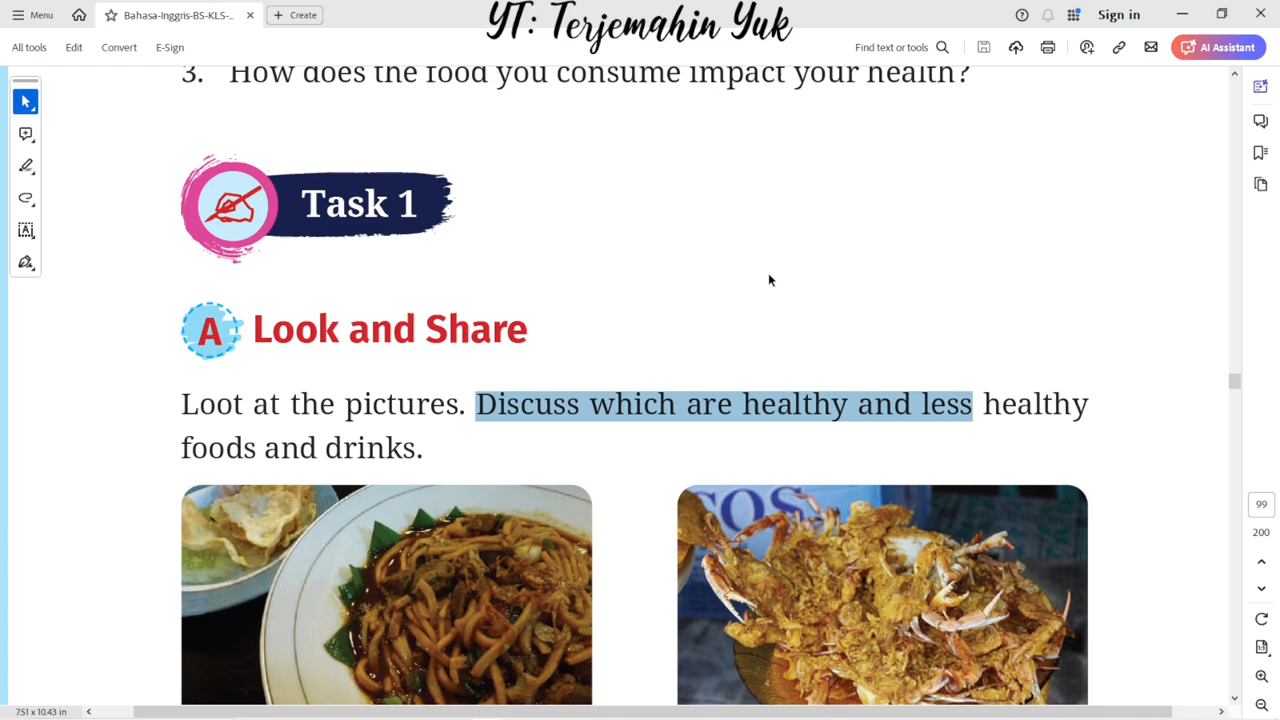 Menu
Bahasa-Inggris-BS-KLS-...
Create
YT: Terjemahin Yuk
Sign in
All tools
Edit
Convert
E-Sign
Find text or tools
AI Assistant
3. How does the food you consume impact your health?
Task 1
A Look and Share
Loot at the pictures. Discuss which are healthy and less healthy
foods and drinks.
COS
99
200
7.51 x 10.43 in